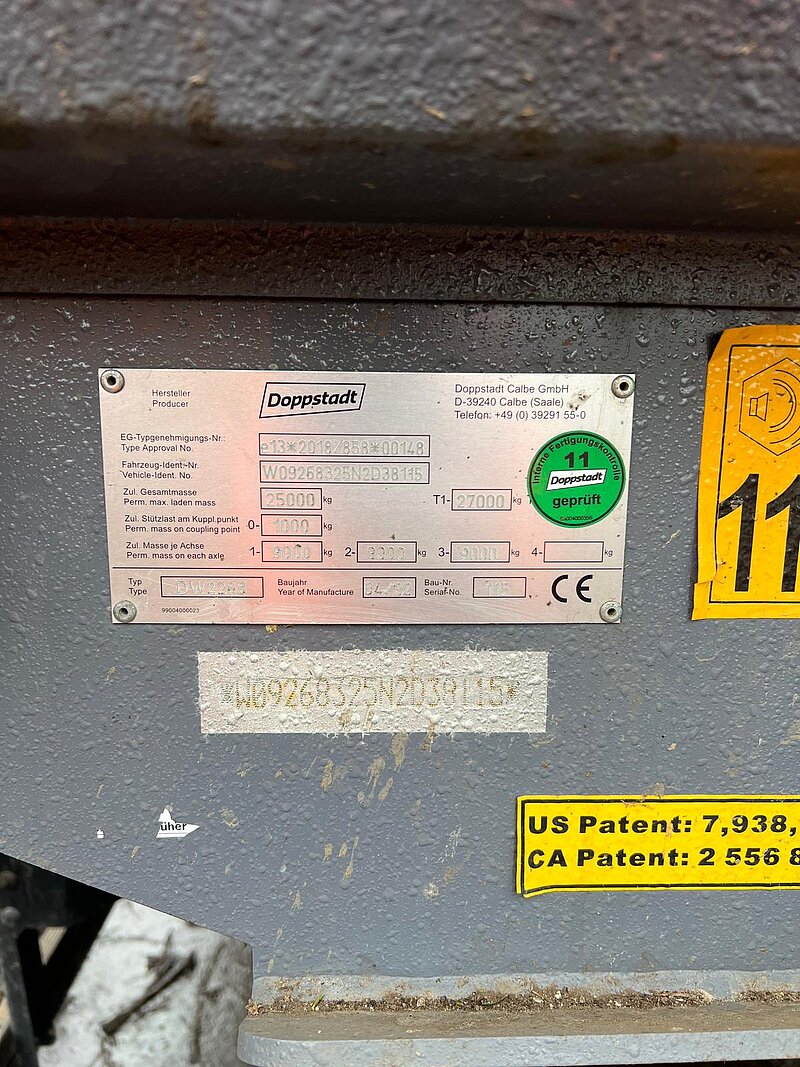 Hersteller
Producer
Doppstadt
Doppstadt Calbe GmbH
D-39240 Calbe (Saale)
Telefon: +49 (0) 39291 55-0
EG-Typgenehmigungs-Nr.:
Type Approval No.
e13*2018/858*00148
Fahrzeug-Ident.-Nr.
Vehicle-Ident. No.
W09268325N2D38115
Zul. Gesamtmasse
Perm. max. laden mass
25000 kg
T1- 27000 kg
Zul. Stützlast am Kuppl.punkt
Perm. mass on coupling point
0- 1000 kg
Zul. Masse je Achse
Perm. mass on each axle
1- 9000 kg 2- 9000 kg 3- 9000 kg 4- kg
Typ
Type
Baujahr
Year of Manufacture
Bau-Nr.
Serial-No.
115
CE
99004000023
Interne Fertigungskontrolle
11
Doppstadt
geprüft
*W09268325N2D38115*
11
üher
US Patent: 7,938,
CA Patent: 2 556 8